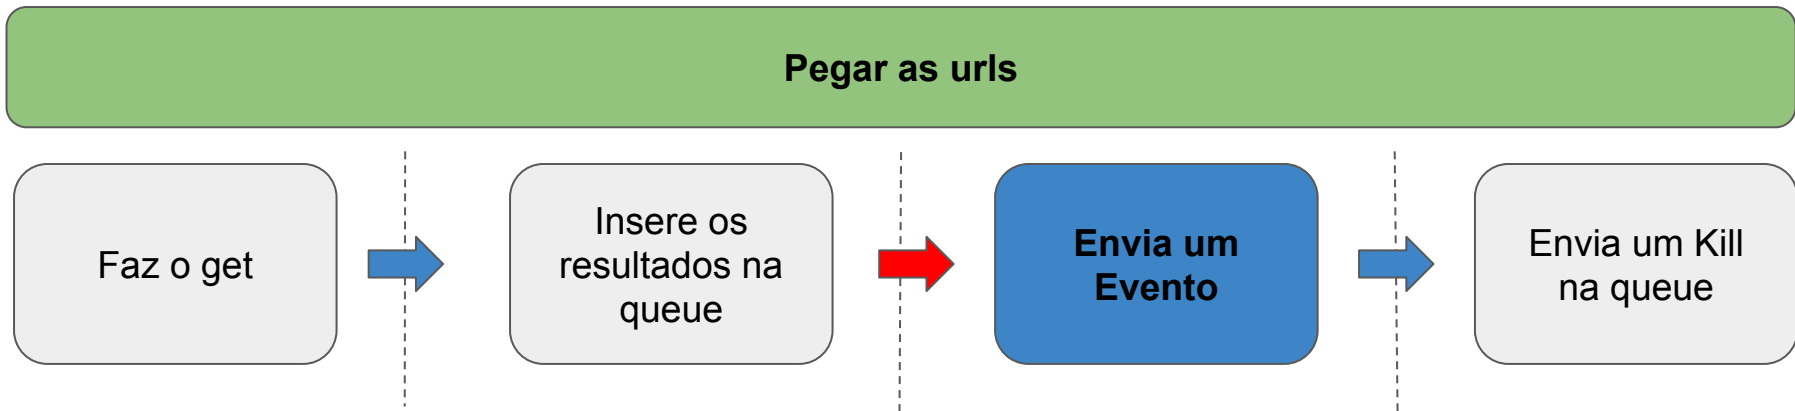 Pegar as urls
Faz o get
Insere os
resultados na
queue
Envia um
Evento
Envia um Kill
na queue